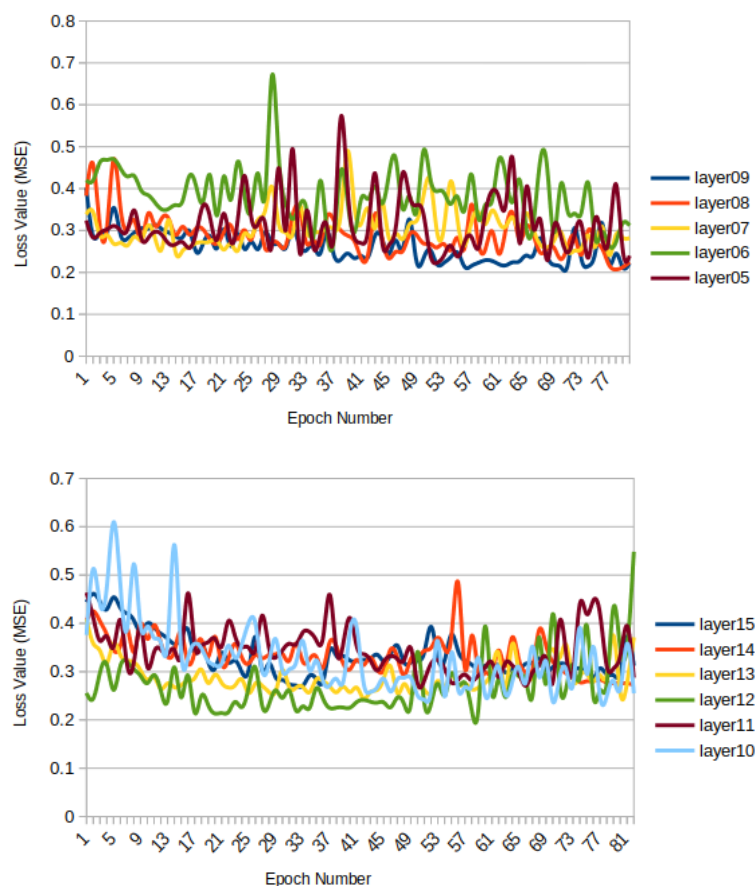 0.8
0.7
0.6
0.5
0.4
0.3
0.2
0.1
0
Loss Value (MSE)
1 5 9 13 17 21 25 29 33 37 41 45 49 53 57 61 65 69 73 77
Epoch Number
layer09
layer08
layer07
layer06
layer05
0.7
0.6
0.5
0.4
0.3
0.2
0.1
0
Loss Value (MSE)
1 5 9 13 17 21 25 29 33 37 41 45 49 53 57 61 65 69 73 77 81
Epoch Number
layer15
layer14
layer13
layer12
layer11
layer10